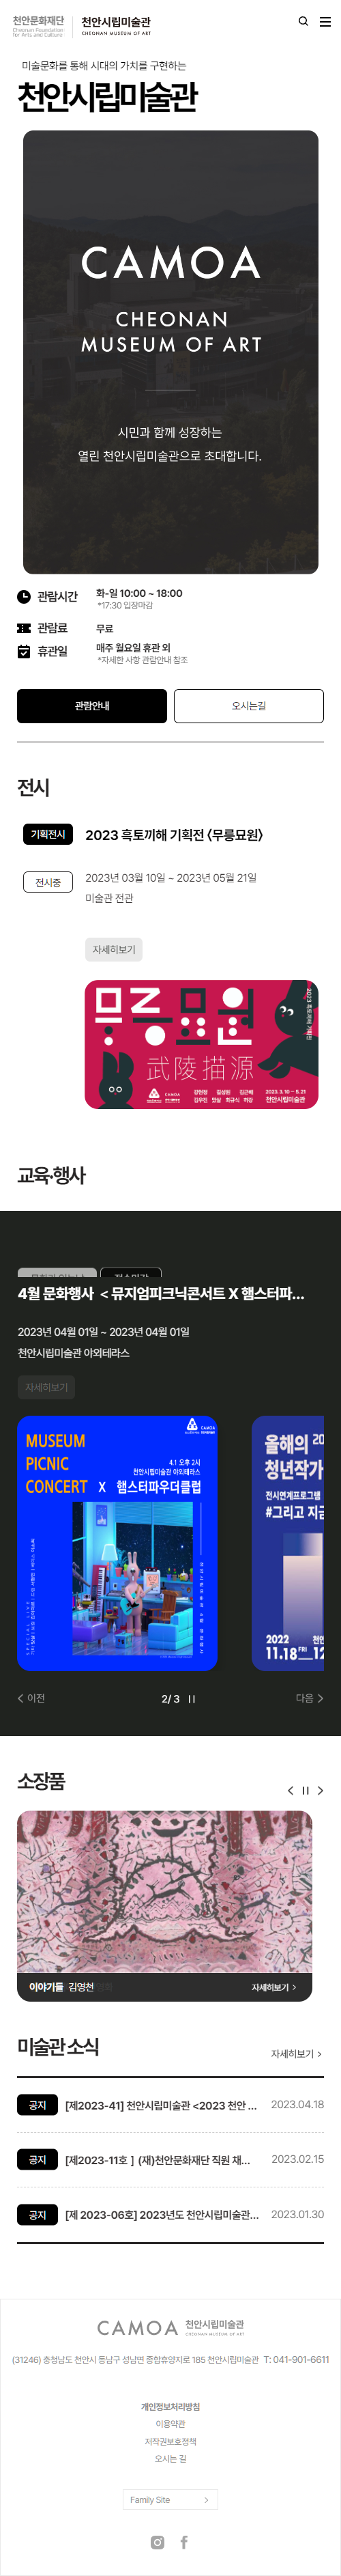 천안문화재단
Cheonan Foundation
for Arts and Culture
천안시립미술관
CHEONAN MUSEUM OF ART
미술문화를 통해 시대의 가치를 구현하는
천안시립미술관
CAMOA
CHEONAN
MUSEUM OF ART
시민과 함께 성장하는
열린 천안시립미술관으로 초대합니다.
관람시간 화-일 10:00 ~ 18:00
*17:30 입장마감
관람료 무료
휴관일 매주 월요일 휴관 외
*자세한 사항 관람안내 참조
관람안내 오시는길
전시
기획전시 2023 흑토끼해 기획전 〈무릉묘원〉
전시중 2023년 03월 10일 ~ 2023년 05월 21일
미술관 전관
자세히보기
무릉묘원
武陵描源
2023 흑토끼해 기획전
2023. 3. 10 – 5. 21
천안시립미술관
교육·행사
4월 문화행사 < 뮤지엄피크닉콘서트 X 햄스터파...
2023년 04월 01일 ~ 2023년 04월 01일
천안시립미술관 야외테라스
자세히보기
CAMOA
MUSEUM
PICNIC
CONCERT X 햄스터파우더클럽
4.1 오후 2시
천안시립미술관 야외테라스
올해의 20
청년작가
전시연계프로그램
#그리고 지금
2022 천안
11.18 fri – 12
이전 2/ 3 다음
소장품
이야기들 김영천 자세히보기
미술관 소식
자세히보기
공지 [제2023-41] 천안시립미술관 <2023 천안 ... 2023.04.18
공지 [제2023-11호 ] (재)천안문화재단 직원 채... 2023.02.15
공지 [제 2023-06호] 2023년도 천안시립미술관... 2023.01.30
CAMOA 천안시립미술관
CHEONAN MUSEUM OF ART
(31246) 충청남도 천안시 동남구 성남면 종합휴양지로 185 천안시립미술관 T: 041-901-6611
개인정보처리방침
이용약관
저작권보호정책
오시는 길
Family Site